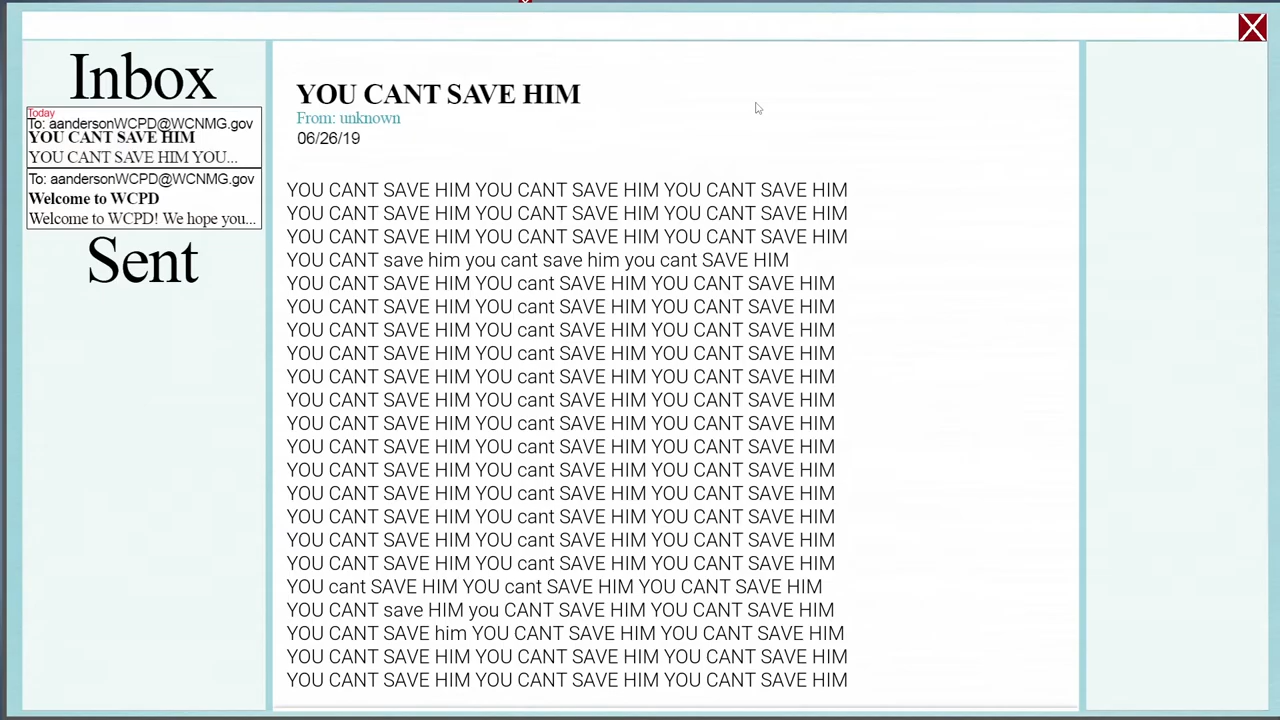 Inbox
Today
To: aandersonWCPD@WCNMG.gov
YOU CANT SAVE HIM
YOU CANT SAVE HIM YOU...
To: aandersonWCPD@WCNMG.gov
Welcome to WCPD
Welcome to WCPD! We hope you...
Sent
YOU CANT SAVE HIM
From: unknown
06/26/19
YOU CANT SAVE HIM YOU CANT SAVE HIM YOU CANT SAVE HIM
YOU CANT SAVE HIM YOU CANT SAVE HIM YOU CANT SAVE HIM
YOU CANT SAVE HIM YOU CANT SAVE HIM YOU CANT SAVE HIM
YOU CANT save him you cant save him you cant SAVE HIM
YOU CANT SAVE HIM YOU cant SAVE HIM YOU CANT SAVE HIM
YOU CANT SAVE HIM YOU cant SAVE HIM YOU CANT SAVE HIM
YOU CANT SAVE HIM YOU cant SAVE HIM YOU CANT SAVE HIM
YOU CANT SAVE HIM YOU cant SAVE HIM YOU CANT SAVE HIM
YOU CANT SAVE HIM YOU cant SAVE HIM YOU CANT SAVE HIM
YOU CANT SAVE HIM YOU cant SAVE HIM YOU CANT SAVE HIM
YOU CANT SAVE HIM YOU cant SAVE HIM YOU CANT SAVE HIM
YOU CANT SAVE HIM YOU cant SAVE HIM YOU CANT SAVE HIM
YOU CANT SAVE HIM YOU cant SAVE HIM YOU CANT SAVE HIM
YOU CANT SAVE HIM YOU cant SAVE HIM YOU CANT SAVE HIM
YOU CANT SAVE HIM YOU cant SAVE HIM YOU CANT SAVE HIM
YOU CANT SAVE HIM YOU cant SAVE HIM YOU CANT SAVE HIM
YOU CANT SAVE HIM YOU cant SAVE HIM YOU CANT SAVE HIM
YOU cant SAVE HIM YOU cant SAVE HIM YOU CANT SAVE HIM
YOU CANT save HIM you CANT SAVE HIM YOU CANT SAVE HIM
YOU CANT SAVE him YOU CANT SAVE HIM YOU CANT SAVE HIM
YOU CANT SAVE HIM YOU CANT SAVE HIM YOU CANT SAVE HIM
YOU CANT SAVE HIM YOU CANT SAVE HIM YOU CANT SAVE HIM